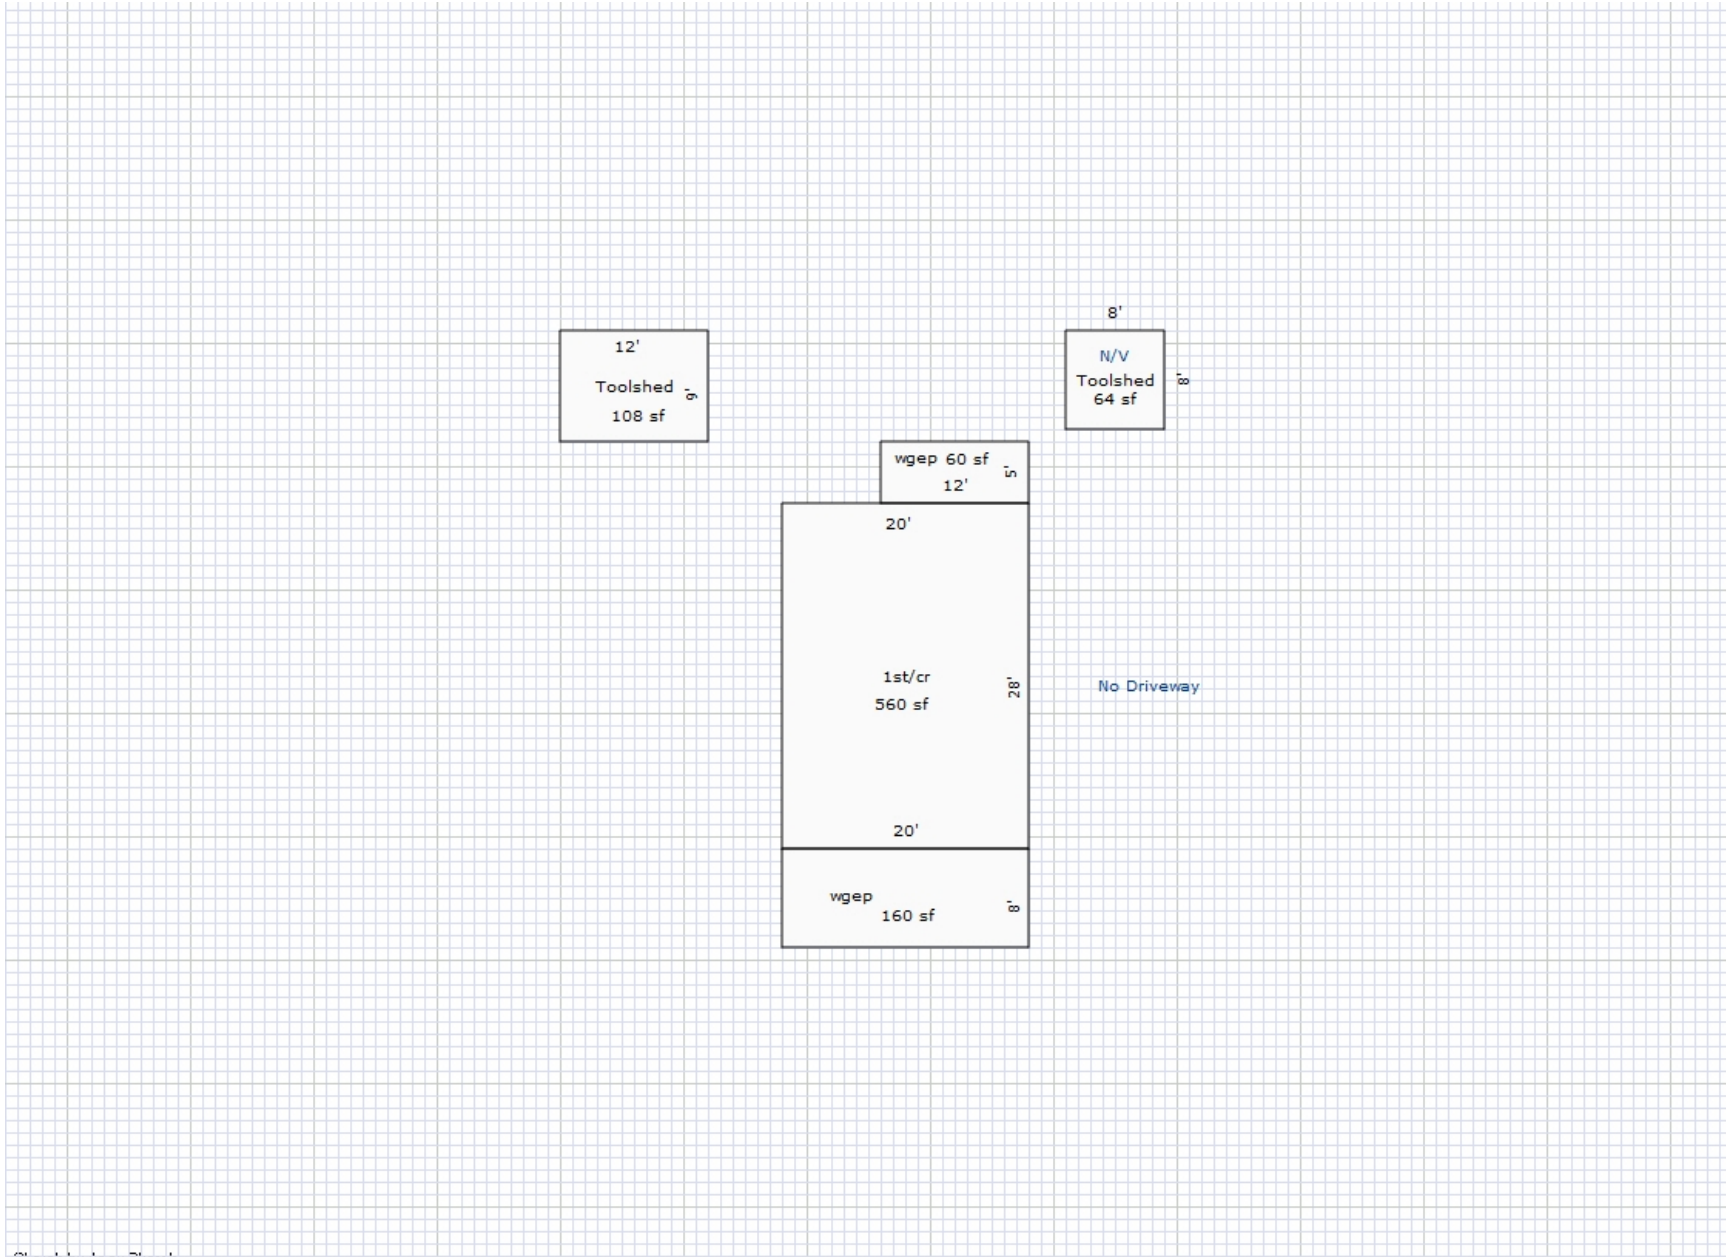 8'
12'
N/V
Toolshed
9'
Toolshed
8'
108 sf
64 sf
wgep 60 sf
5'
12'
20'
1st/cr
28'
No Driveway
560 sf
20'
wgep
8'
160 sf